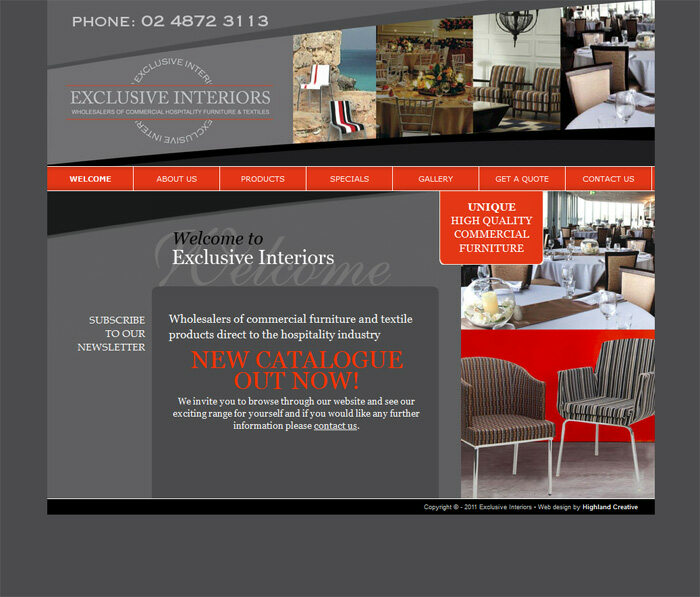 PHONE: 02 4872 3113
EXCLUSIVE INTERI
EXCLUSIVE INTERIORS
WHOLESALERS OF COMMERCIAL HOSPITALITY FURNITURE & TEXTILES
EXCLUSIVE INTERI
WELCOME
ABOUT US
PRODUCTS
SPECIALS
GALLERY
GET A QUOTE
CONTACT US
UNIQUE
HIGH QUALITY
COMMERCIAL
FURNITURE
Welcome
Welcome to
Exclusive Interiors
SUBSCRIBE
TO OUR
NEWSLETTER
Wholesalers of commercial furniture and textile
products direct to the hospitality industry
NEW CATALOGUE
OUT NOW!
We invite you to browse through our website and see our
exciting range for yourself and if you would like any further
information please contact us.
Copyright © - 2011 Exclusive Interiors • Web design by Highland Creative